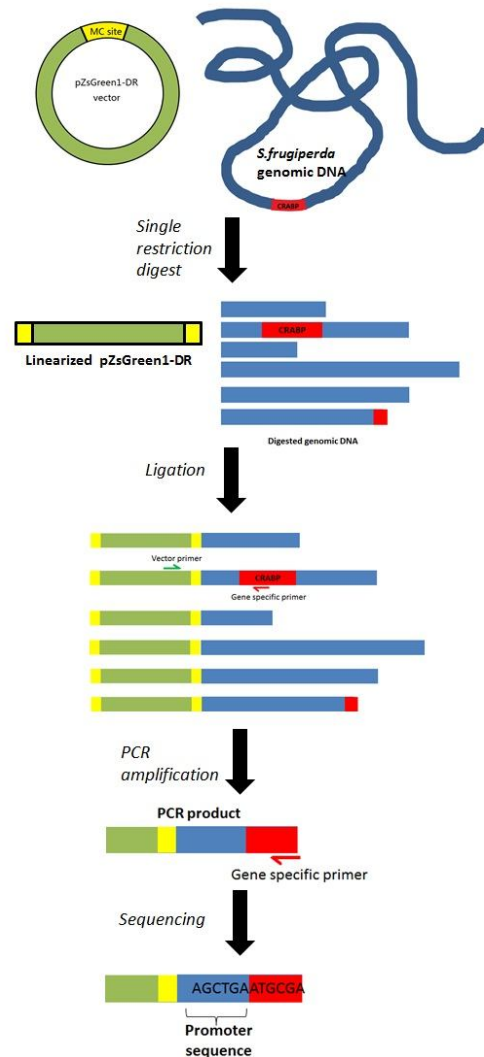 MC site
pZsGreen1-DR
vector
S.frugiperda
genomic DNA
CRABP
Single
restriction
digest
CRABP
Linearized pZsGreen1-DR
Digested genomic DNA
Ligation
Vector primer
CRABP
Gene specific primer
PCR
amplification
PCR product
Gene specific primer
Sequencing
AGCTGAATGCGA
Promoter
sequence